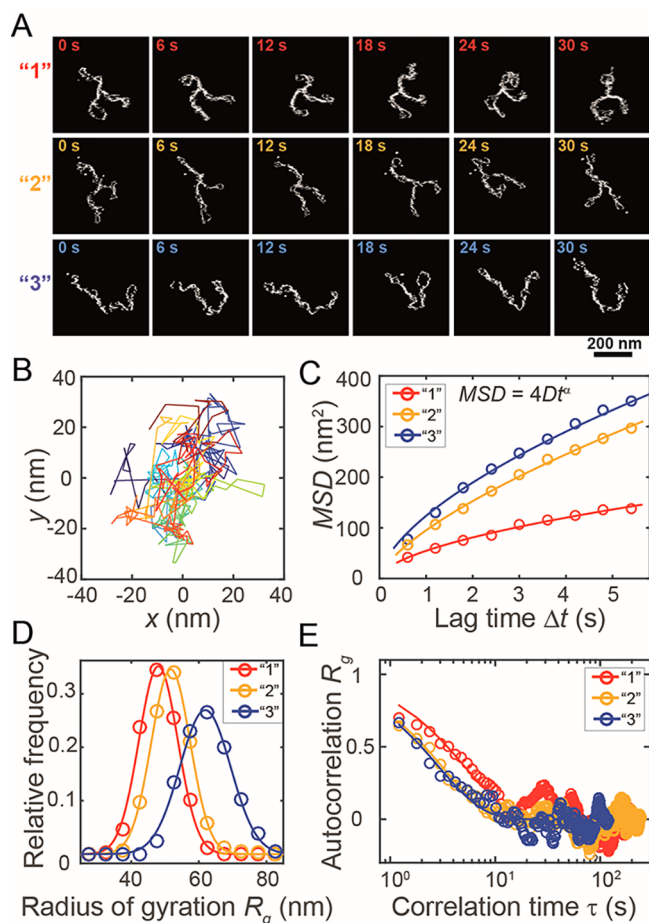 A
"1" 0 s 6 s 12 s 18 s 24 s 30 s
"2" 0 s 6 s 12 s 18 s 24 s 30 s
"3" 0 s 6 s 12 s 18 s 24 s 30 s
200 nm
B
40
20
0
-20
-40
y (nm)
-40 -20 0 20 40
x (nm)
C
400
300
200
100
0
MSD (nm²)
"1"
"2"
"3"
MSD = 4Dtᵅ
0 1 2 3 4 5
Lag time Δt (s)
D
0.3
0.2
0.1
0
Relative frequency
"1"
"2"
"3"
40 60 80
Radius of gyration Rg (nm)
E
1
0.5
0
Autocorrelation Rg
"1"
"2"
"3"
10⁰ 10¹ 10²
Correlation time τ (s)